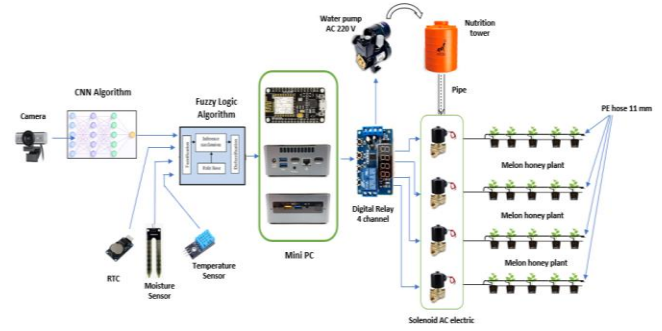 Water pump
AC 220 V
Nutrition
tower
CNN Algorithm
Camera
Fuzzy Logic
Algorithm
Pipe
PE hose 11 mm
Melon honey plant
Digital Relay
4 channel
Melon honey plant
Mini PC
RTC
Moisture
Sensor
Temperature
Sensor
Melon honey plant
Solenoid AC electric